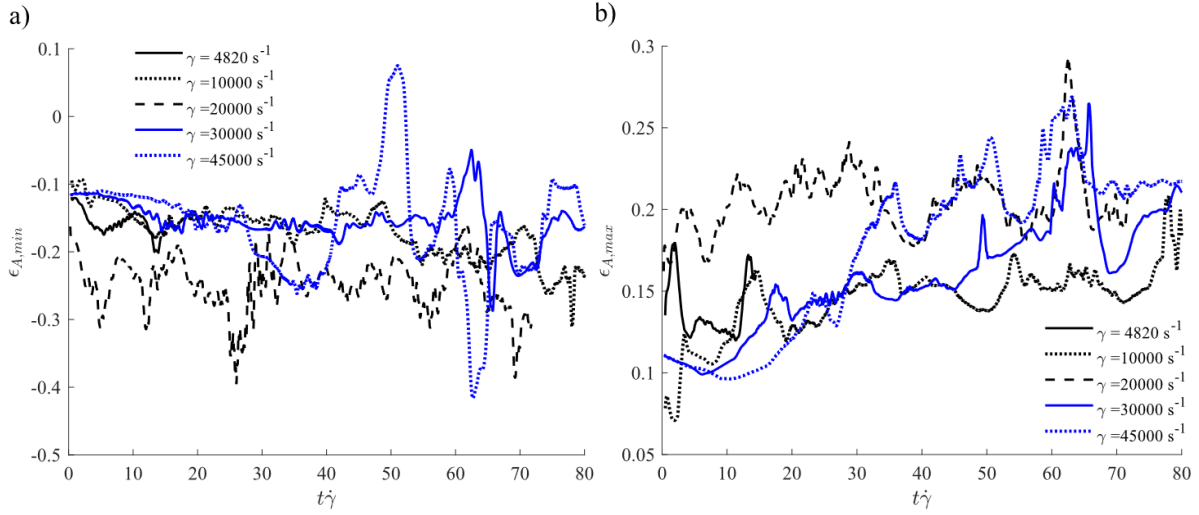 a)
0.1
0
-0.1
-0.2
-0.3
-0.4
-0.5
ϵ_{A,min}
γ = 4820 s^{-1}
γ =10000 s^{-1}
γ =20000 s^{-1}
γ =30000 s^{-1}
γ =45000 s^{-1}
0 10 20 30 40 50 60 70 80
tγ̇
b)
0.3
0.25
0.2
0.15
0.1
0.05
ϵ_{A,max}
γ = 4820 s^{-1}
γ =10000 s^{-1}
γ =20000 s^{-1}
γ =30000 s^{-1}
γ =45000 s^{-1}
0 10 20 30 40 50 60 70 80
tγ̇